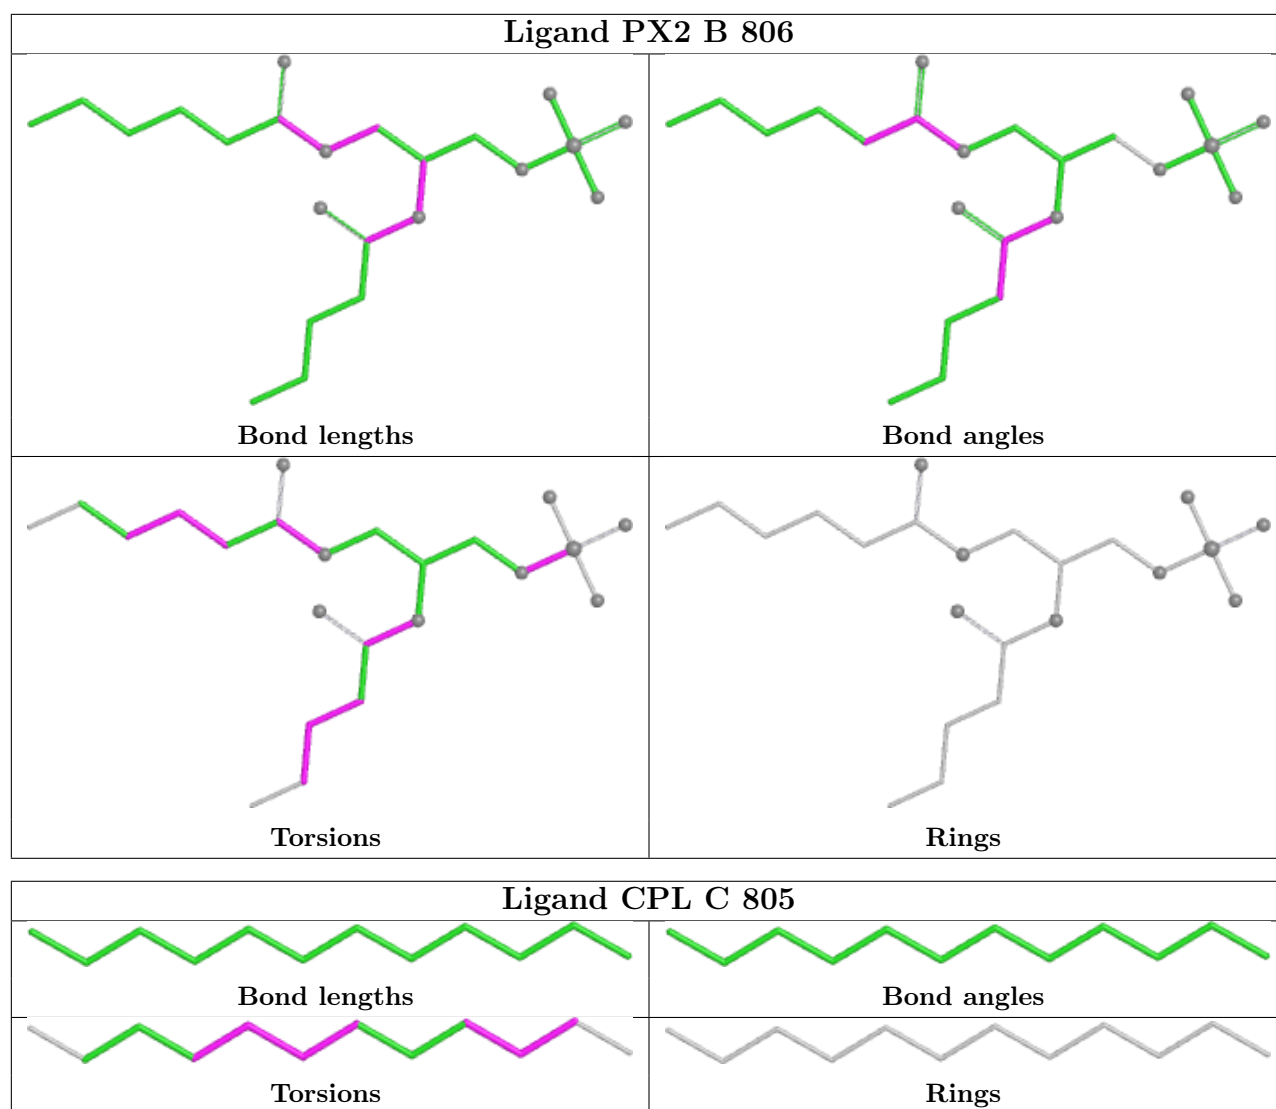 Ligand PX2 B 806
Bond lengths
Bond angles
Torsions
Rings
Ligand CPL C 805
Bond lengths
Bond angles
Torsions
Rings